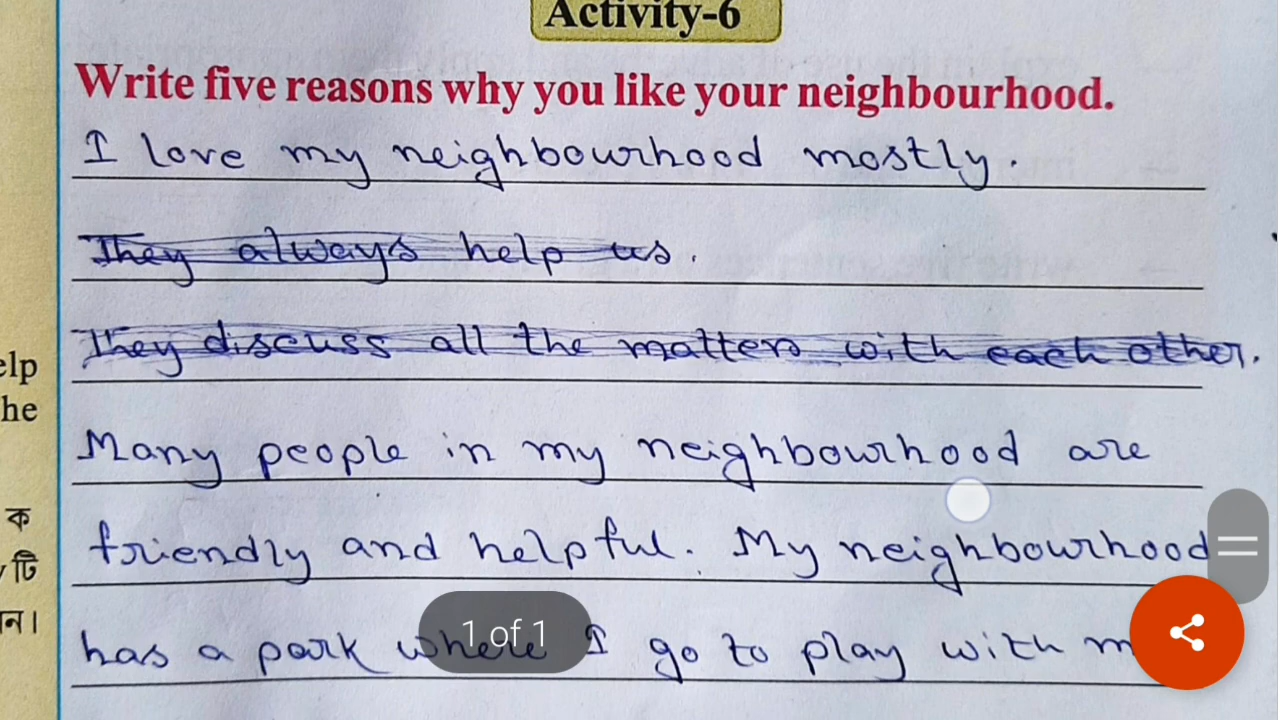 Activity-6
Write five reasons why you like your neighbourhood.
I love my neighbourhood mostly.
They always help us.
They discuss all the matters with each other.
Many people in my neighbourhood are
friendly and helpful. My neighbourhood
has a park where I go to play with m
elp
he
ক
টি
ন।
1 of 1